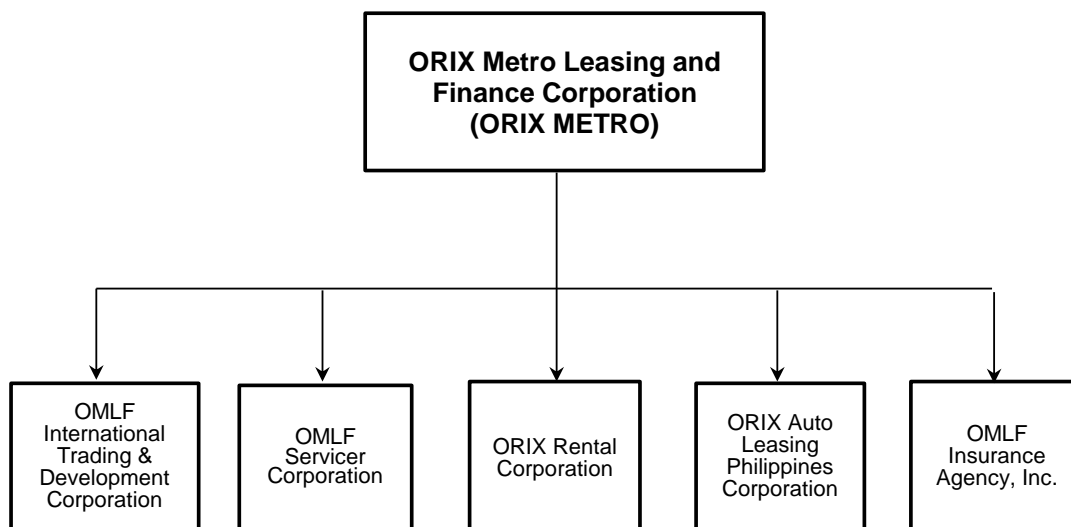 ORIX Metro Leasing and
Finance Corporation
(ORIX METRO)
OMLF
International
Trading &
Development
Corporation
OMLF
Servicer
Corporation
ORIX Rental
Corporation
ORIX Auto
Leasing
Philippines
Corporation
OMLF
Insurance
Agency, Inc.